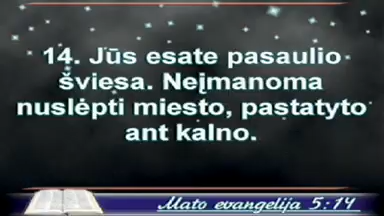 14. Jūs esate pasaulio
šviesa. Neįmanoma
nuslėpti miesto, pastatyto
ant kalno.
Mato evangelija 5:14